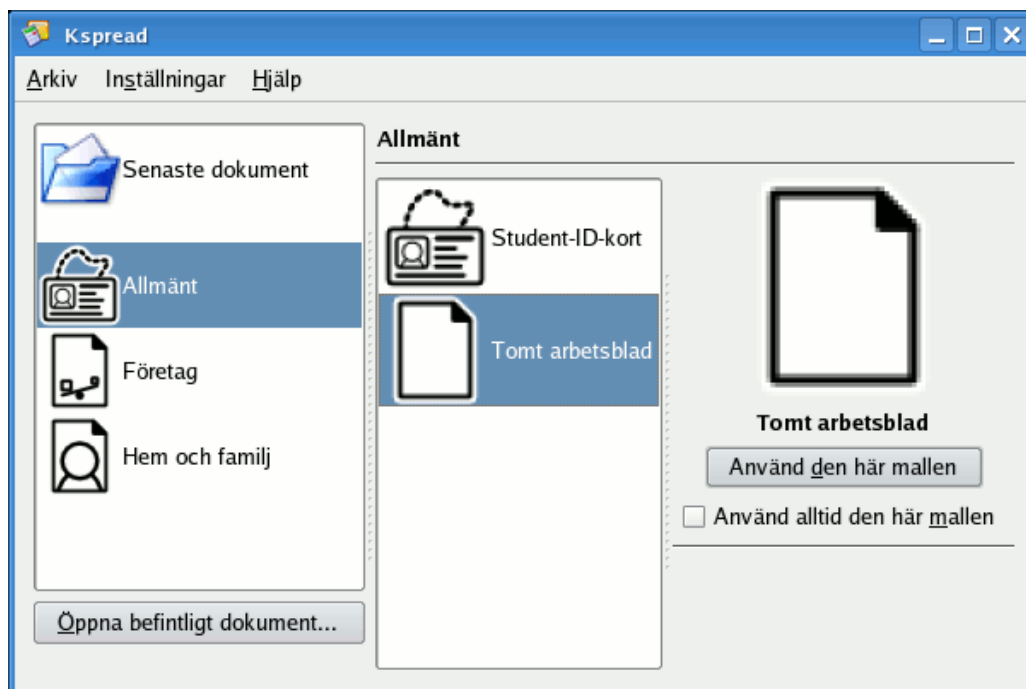 Kspread
Arkiv Inställningar Hjälp
Senaste dokument
Allmänt
Företag
Hem och familj
Öppna befintligt dokument...
Allmänt
Student-ID-kort
Tomt arbetsblad
Tomt arbetsblad
Använd den här mallen
Använd alltid den här mallen